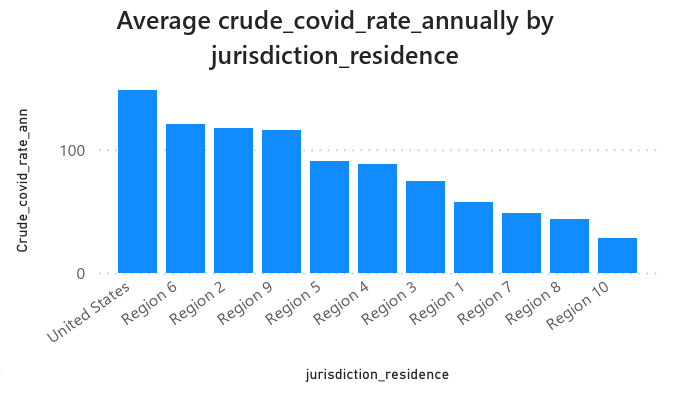 Average crude_covid_rate_annually by
jurisdiction_residence
Crude_covid_rate_ann
100
0
United States
Region 6
Region 2
Region 9
Region 5
Region 4
Region 3
Region 1
Region 7
Region 8
Region 10
jurisdiction_residence